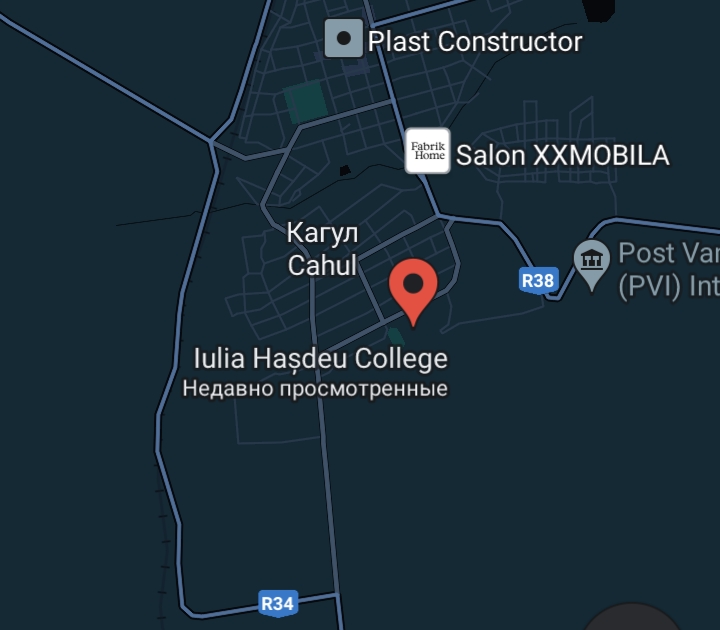 Plast Constructor
Fabrik
Home
Salon XXMOBILA
Кагул
Cahul
R38
Post Var
(PVI) Int
Iulia Hașdeu College
Недавно просмотренные
R34